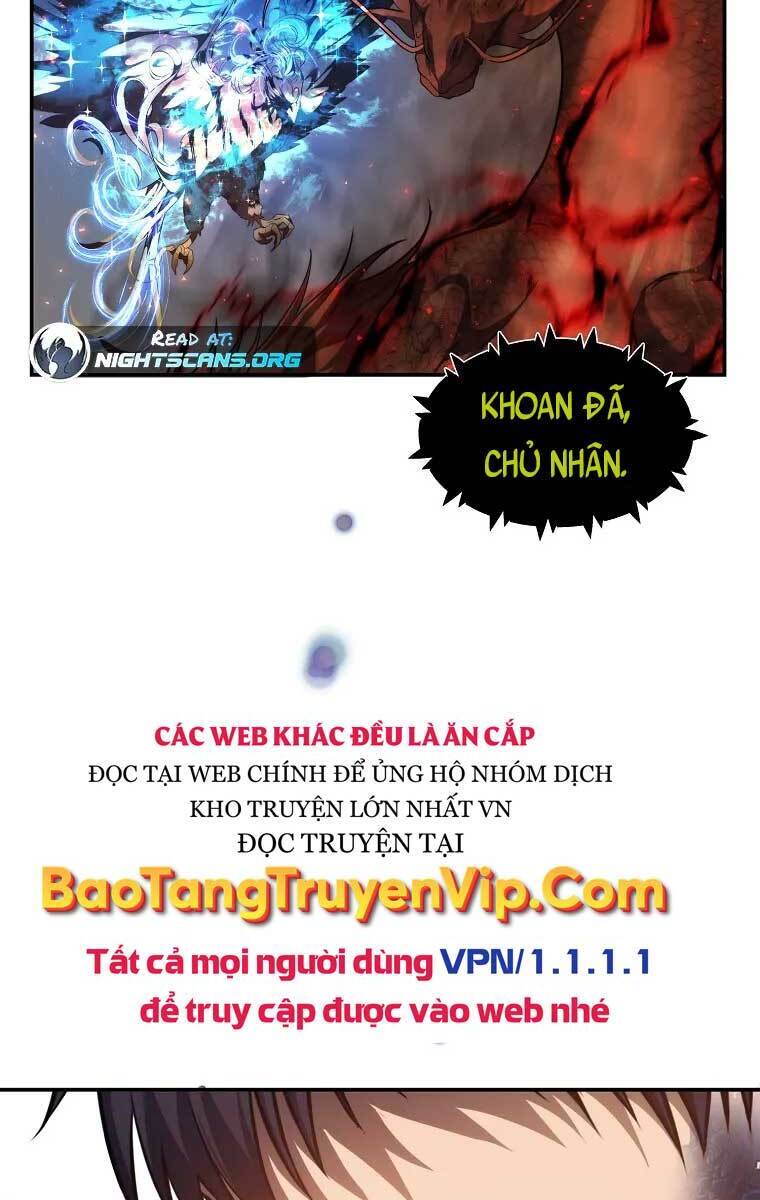 READ AT:
NIGHTSCANS.ORG
KHOAN ĐÃ,
CHỦ NHÂN.
CÁC WEB KHÁC ĐỀU LÀ ĂN CẮP
ĐỌC TẠI WEB CHÍNH ĐỂ ỦNG HỘ NHÓM DỊCH
KHO TRUYỆN LỚN NHẤT VN
ĐỌC TRUYỆN TẠI
BaoTangTruyenVip.Com
Tất cả mọi người dùng VPN/1.1.1.1
để truy cập được vào web nhé